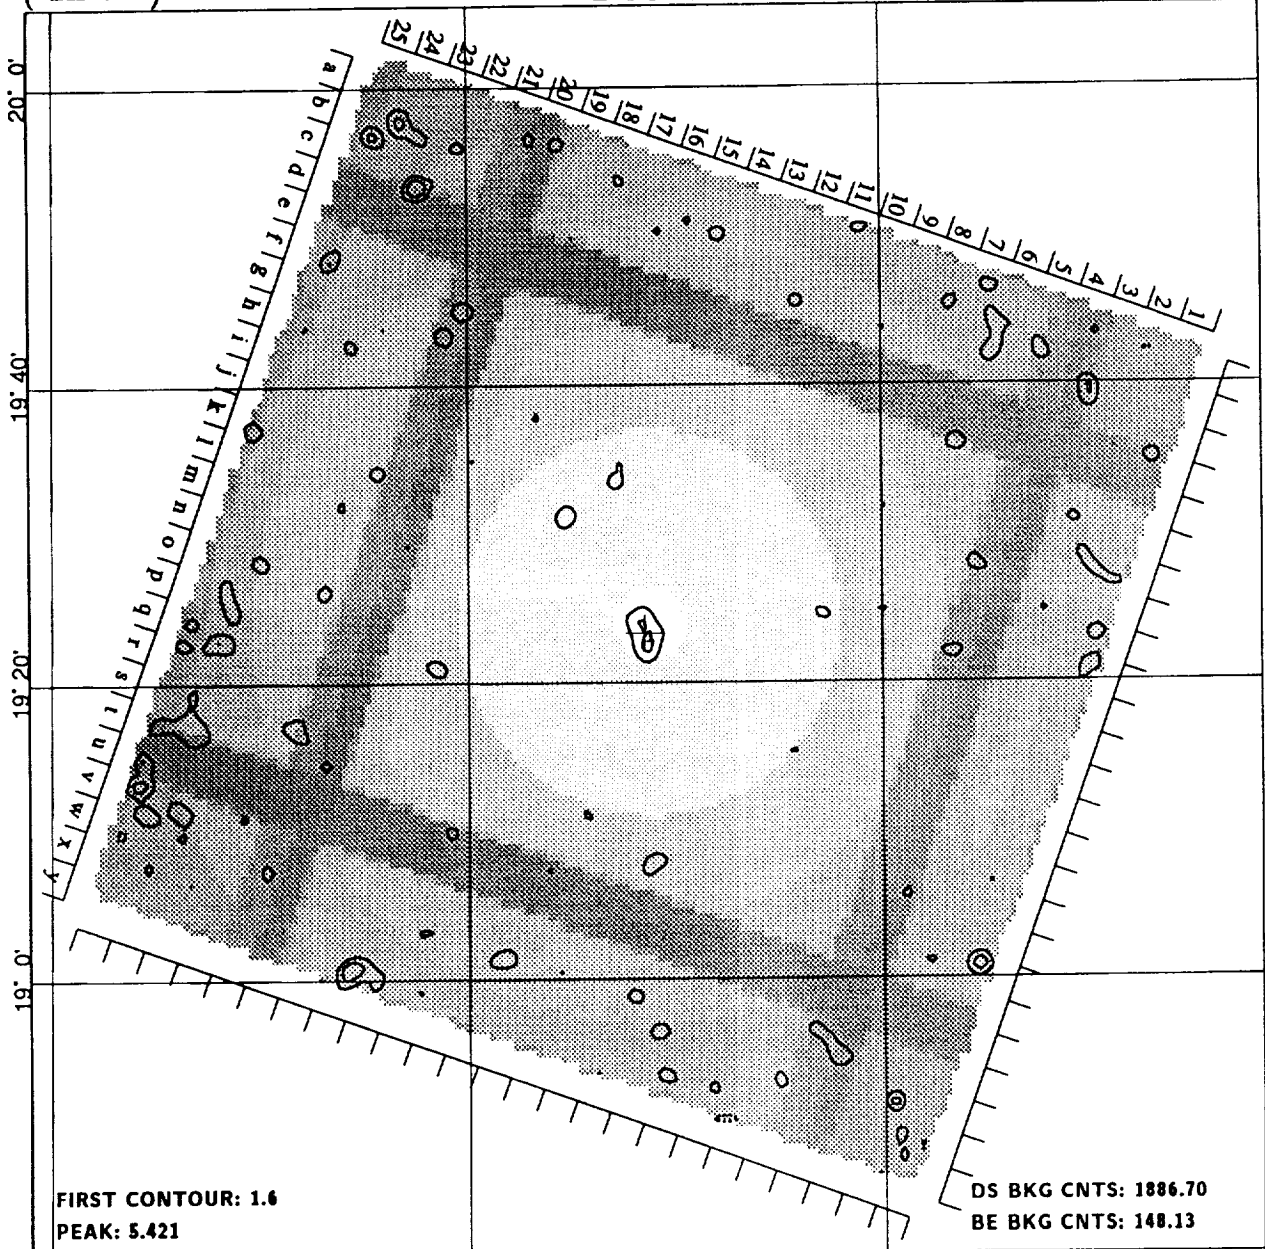 25 24 23 22 21 20 19 18 17 16 15 14 13 12 11 10 9 8 7 6 5 4 3 2 1
a b c d e f g h i j k l m n o p q r s t u v w x y
20° 0'
19° 40'
19° 20'
19° 0'
FIRST CONTOUR: 1.6
PEAK: 5.421
DS BKG CNTS: 1886.70
BE BKG CNTS: 148.13